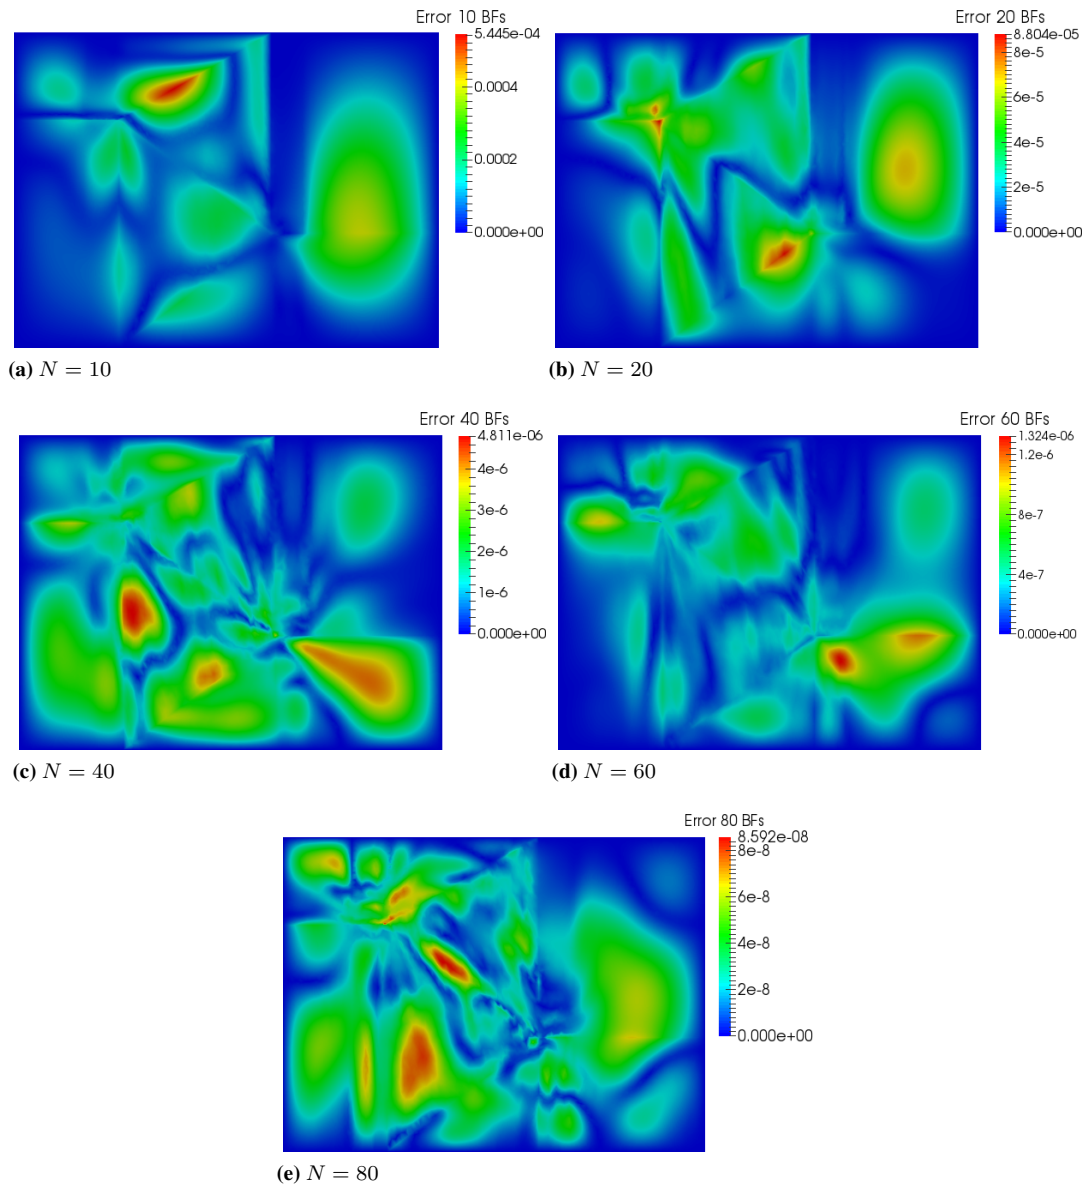 Error 10 BFs
5.445e-04
0.0004
0.0002
0.000e+00
(a) N = 10
Error 20 BFs
8.804e-05
8e-5
6e-5
4e-5
2e-5
0.000e+00
(b) N = 20
Error 40 BFs
4.811e-06
4e-6
3e-6
2e-6
1e-6
0.000e+00
(c) N = 40
Error 60 BFs
1.324e-06
1.2e-6
8e-7
4e-7
0.000e+00
(d) N = 60
Error 80 BFs
8.592e-08
8e-8
6e-8
4e-8
2e-8
0.000e+00
(e) N = 80